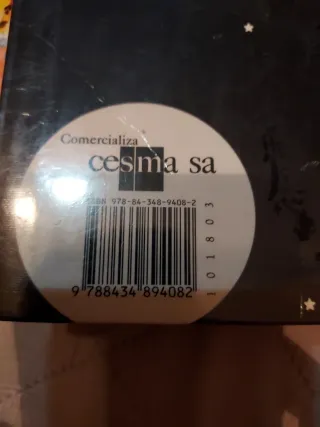 Comercializa
cesma sa
ISBN 978-84-348-9408-2
9 788434 894082
101803